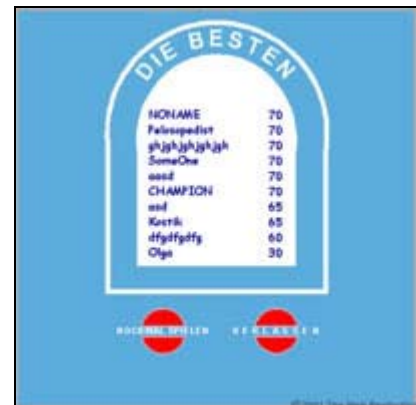 DIE BESTEN
NONAME 70
Pelosopedist 70
ghjghjghjghjgh 70
SomeOne 70
aasd 70
CHAMPION 70
asd 65
Kostik 65
dfgdfgdfg 60
Olga 30
NOCHMAL SPIELEN VERLASSEN